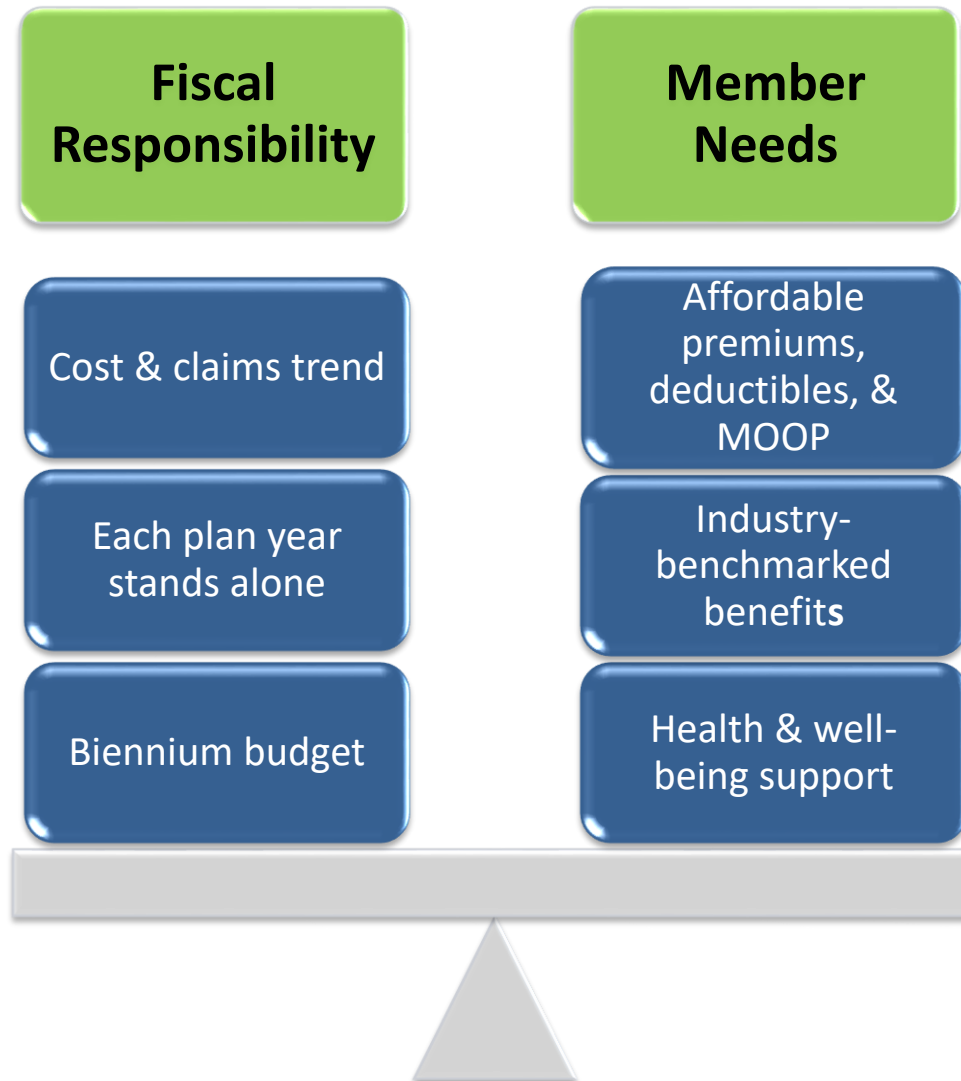 Fiscal
Responsibility
Cost & claims trend
Each plan year
stands alone
Biennium budget
Member
Needs
Affordable
premiums,
deductibles, &
MOOP
Industry-
benchmarked
benefits
Health & well-
being support